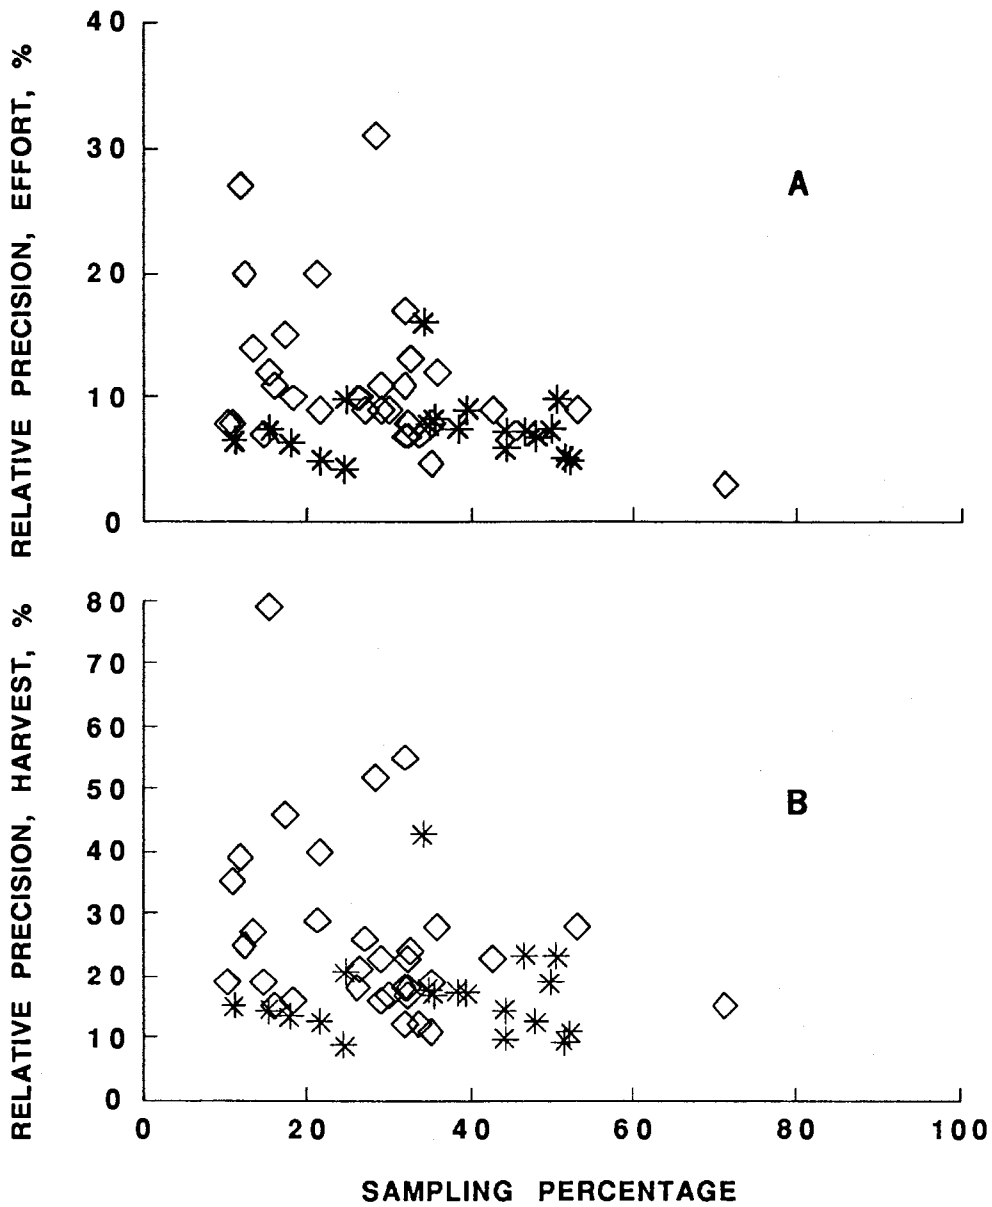 RELATIVE PRECISION, EFFORT, %
40
30
20
10
0
A
RELATIVE PRECISION, HARVEST, %
80
70
60
50
40
30
20
10
0
B
0 20 40 60 80 100
SAMPLING PERCENTAGE